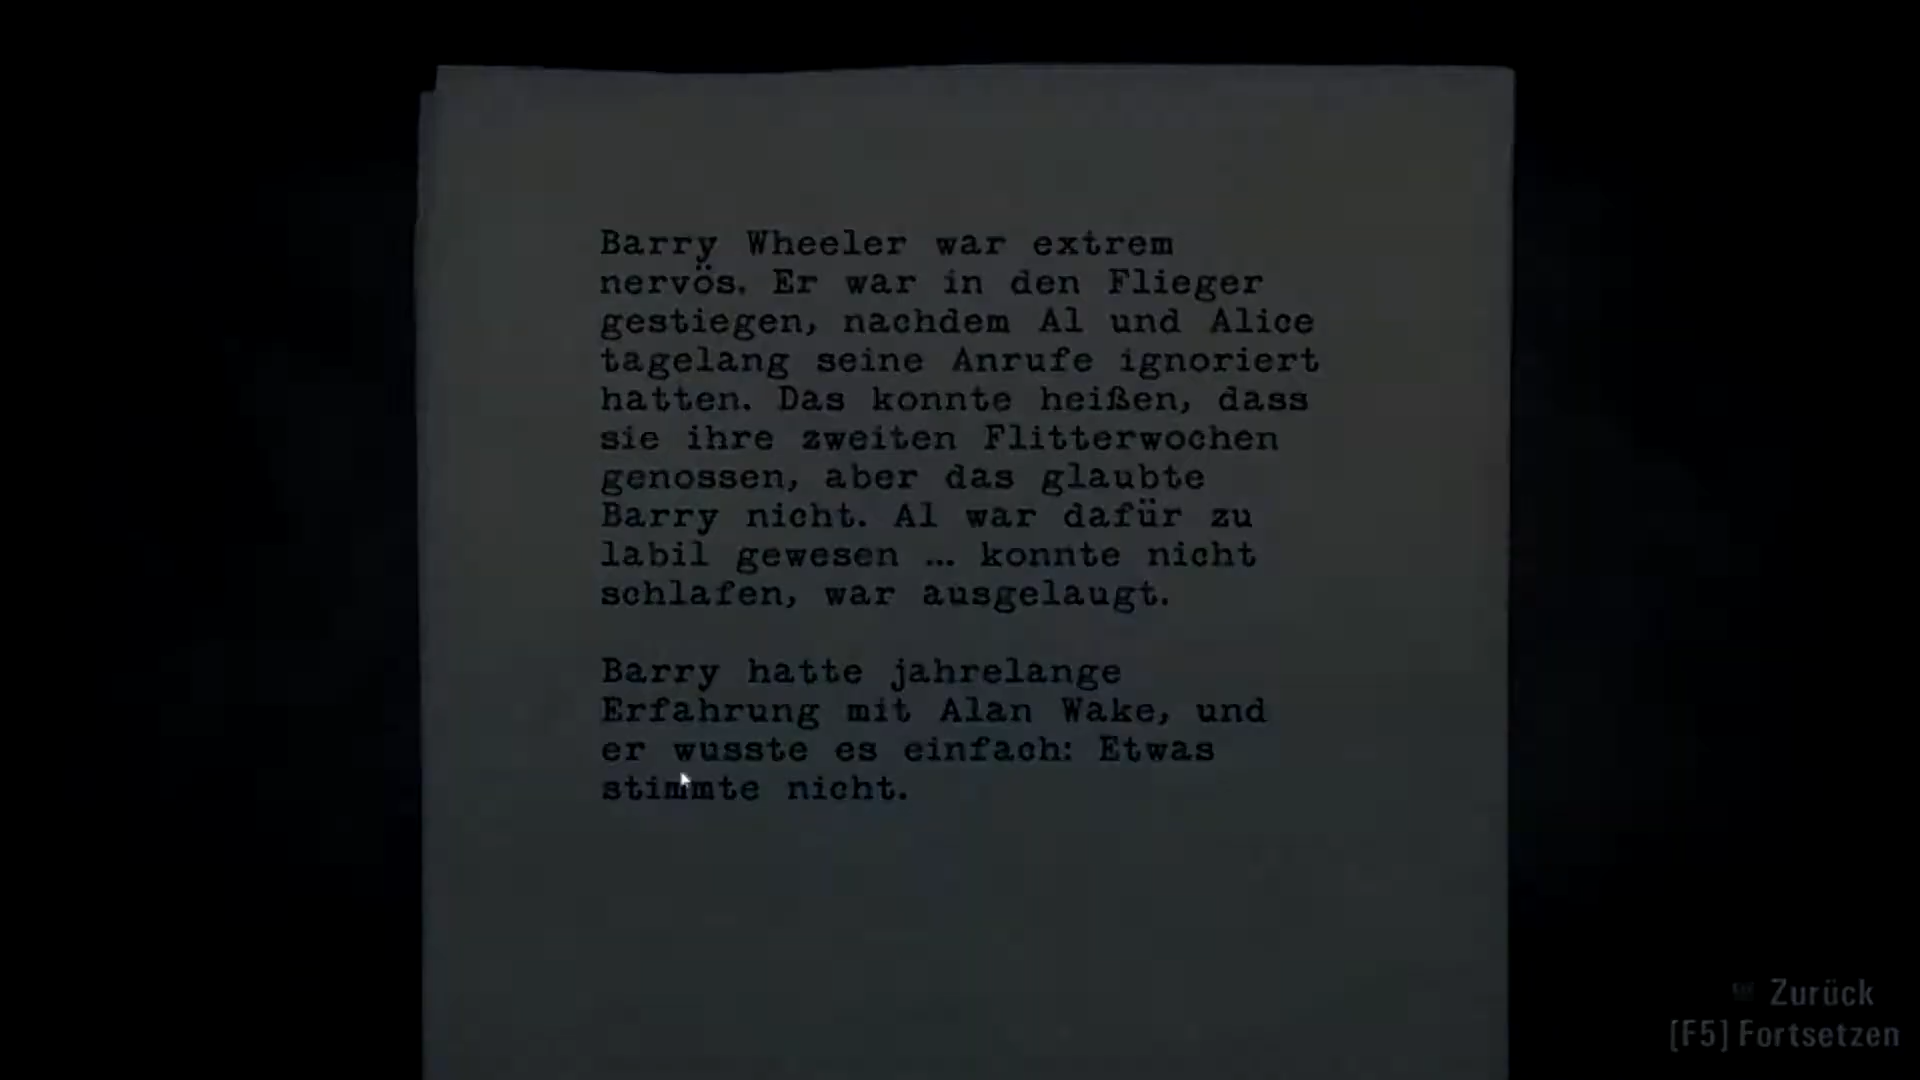 Barry Wheeler war extrem
nervös. Er war in den Flieger
gestiegen, nachdem Al und Alice
tagelang seine Anrufe ignoriert
hatten. Das konnte heißen, dass
sie ihre zweiten Flitterwochen
genossen, aber das glaubte
Barry nicht. Al war dafür zu
labil gewesen … konnte nicht
schlafen, war ausgelaugt.
Barry hatte jahrelange
Erfahrung mit Alan Wake, und
er wusste es einfach: Etwas
stimmte nicht.
Zurück
[F5] Fortsetzen